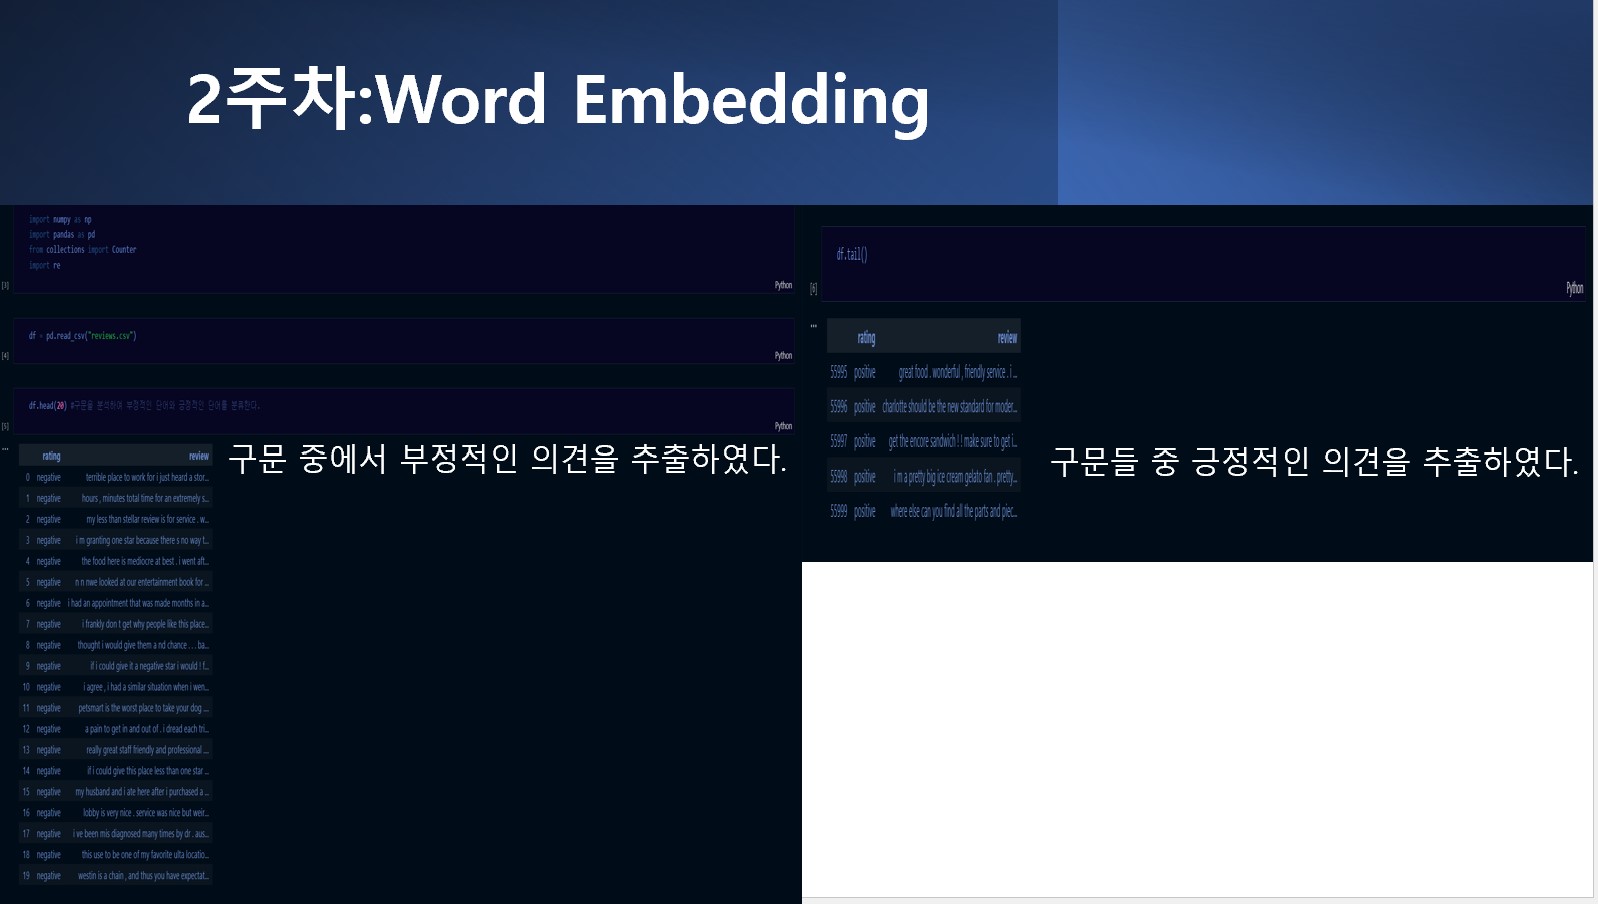 2주차:Word Embedding
import numpy as np
import pandas as pd
from collections import Counter
import re
[3]
Python
df = pd.read_csv("reviews.csv")
[4]
Python
df.head(20) #구문을 분석하여 부정적인 단어와 긍정적인 단어를 분류한다.
[5]
Python
...
rating review
0 negative terrible place to work for i just heard a stor...
1 negative hours , minutes total time for an extremely s...
2 negative my less than stellar review is for service . w...
3 negative i m granting one star because there s no way t...
4 negative the food here is mediocre at best . i went aft...
5 negative n n nwe looked at our entertainment book for ...
6 negative i had an appointment that was made months in a...
7 negative i frankly don t get why people like this place...
8 negative thought i would give them a nd chance . . . ba...
9 negative if i could give it a negative star i would ! f...
10 negative i agree , i had a similar situation when i wen...
11 negative petsmart is the worst place to take your dog ...
12 negative a pain to get in and out of . i dread each tri...
13 negative really great staff friendly and professional ...
14 negative if i could give this place less than one star ...
15 negative my husband and i ate here after i purchased a ...
16 negative lobby is very nice . service was nice but weir...
17 negative i ve been mis diagnosed many times by dr . aus...
18 negative this use to be one of my favorite ulta locatio...
19 negative westin is a chain , and thus you have expectat...
구문 중에서 부정적인 의견을 추출하였다.
df.tail()
[6]
Python
...
rating review
55995 positive great food . wonderful , friendly service . i ...
55996 positive charlotte should be the new standard for moder...
55997 positive get the encore sandwich ! ! make sure to get i...
55998 positive i m a pretty big ice cream gelato fan . pretty...
55999 positive where else can you find all the parts and piec...
구문들 중 긍정적인 의견을 추출하였다.